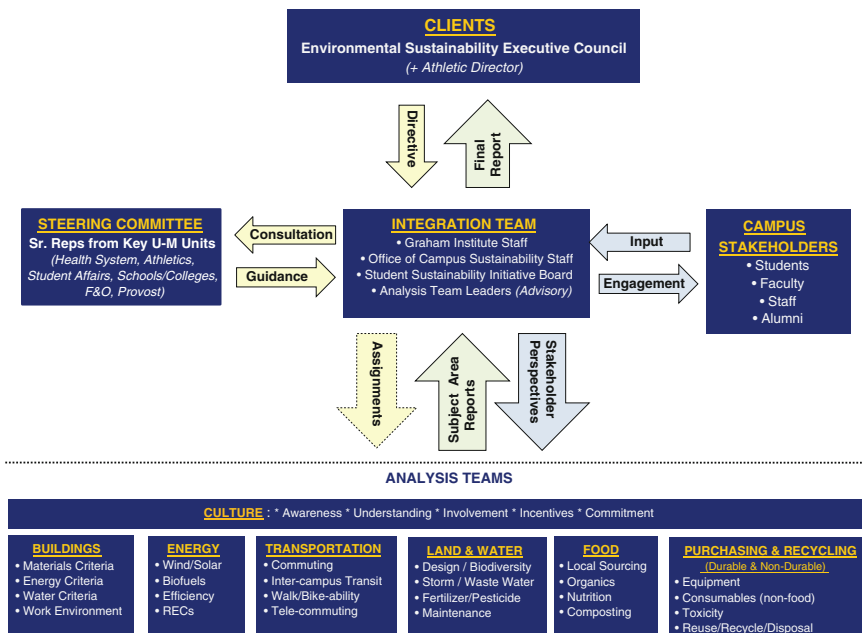 CLIENTS
Environmental Sustainability Executive Council
(+ Athletic Director)
Directive
Final
Report
STEERING COMMITTEE
Sr. Reps from Key U-M Units
(Health System, Athletics,
Student Affairs, Schools/Colleges,
F&O, Provost)
Consultation
Guidance
INTEGRATION TEAM
• Graham Institute Staff
• Office of Campus Sustainability Staff
• Student Sustainability Initiative Board
• Analysis Team Leaders (Advisory)
Input
Engagement
CAMPUS
STAKEHOLDERS
• Students
• Faculty
• Staff
• Alumni
Assignments
Subject Area
Reports
Stakeholder
Perspectives
ANALYSIS TEAMS
CULTURE : * Awareness * Understanding * Involvement * Incentives * Commitment
BUILDINGS
• Materials Criteria
• Energy Criteria
• Water Criteria
• Work Environment
ENERGY
• Wind/Solar
• Biofuels
• Efficiency
• RECs
TRANSPORTATION
• Commuting
• Inter-campus Transit
• Walk/Bike-ability
• Tele-commuting
LAND & WATER
• Design / Biodiversity
• Storm / Waste Water
• Fertilizer/Pesticide
• Maintenance
FOOD
• Local Sourcing
• Organics
• Nutrition
• Composting
PURCHASING & RECYCLING
(Durable & Non-Durable)
• Equipment
• Consumables (non-food)
• Toxicity
• Reuse/Recycle/Disposal